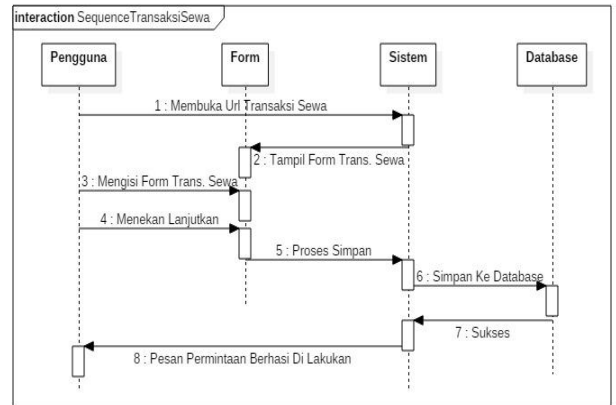 interaction SequenceTransaksiSewa
Pengguna
Form
Sistem
Database
1 : Membuka Url Transaksi Sewa
2 : Tampil Form Trans. Sewa
3 : Mengisi Form Trans. Sewa
4 : Menekan Lanjutkan
5 : Proses Simpan
6 : Simpan Ke Database
7 : Sukses
8 : Pesan Permintaan Berhasi Di Lakukan